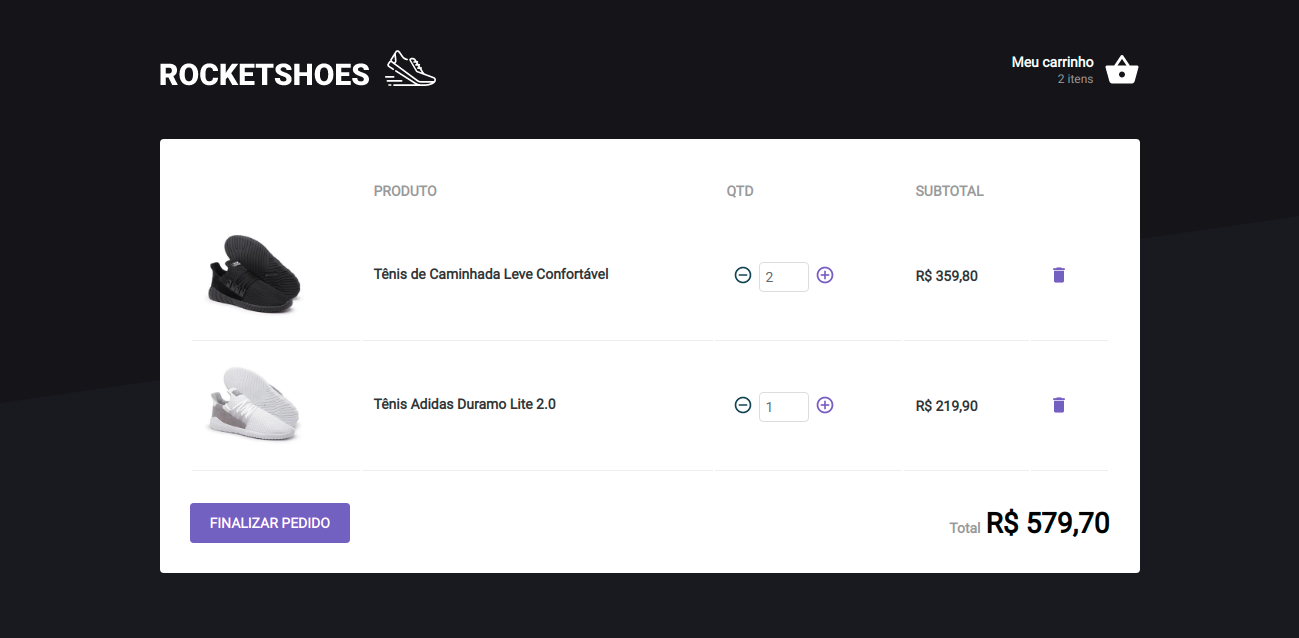 ROCKETSHOES
Meu carrinho
2 itens
PRODUTO QTD SUBTOTAL
Tênis de Caminhada Leve Confortável 2 R$ 359,80
Tênis Adidas Duramo Lite 2.0 1 R$ 219,90
FINALIZAR PEDIDO Total R$ 579,70